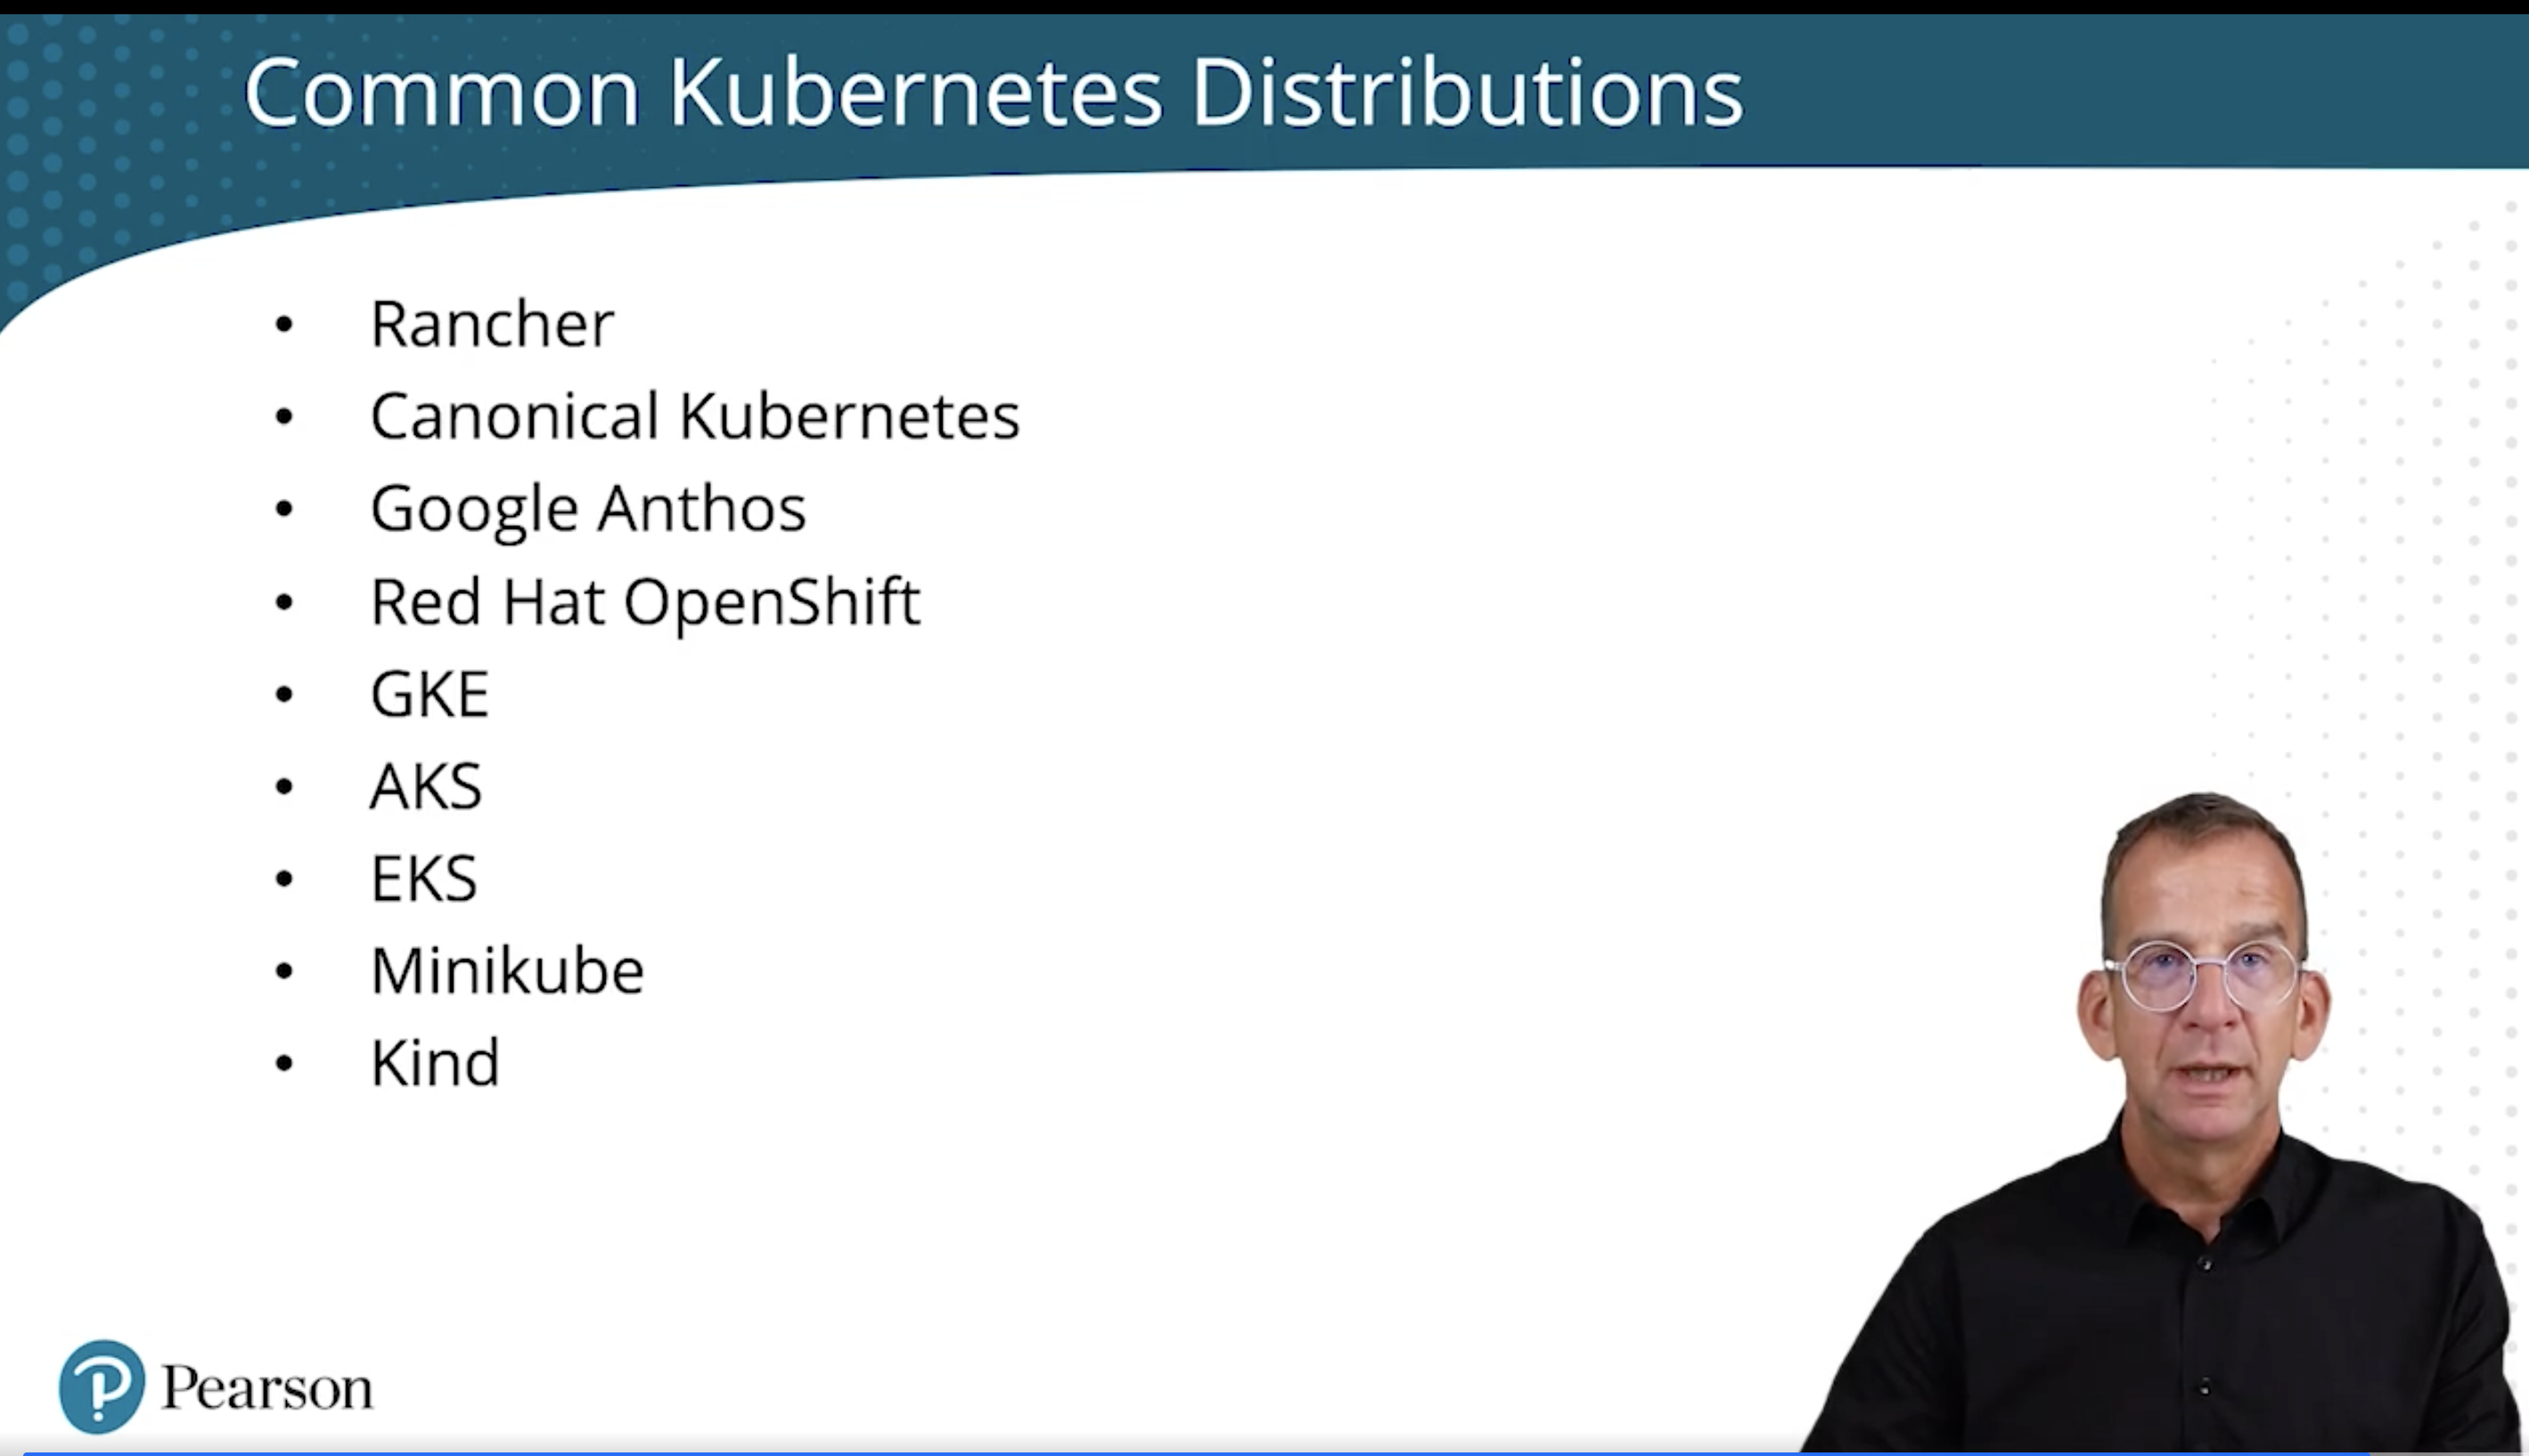 Common Kubernetes Distributions
• Rancher
• Canonical Kubernetes
• Google Anthos
• Red Hat OpenShift
• GKE
• AKS
• EKS
• Minikube
• Kind
Pearson